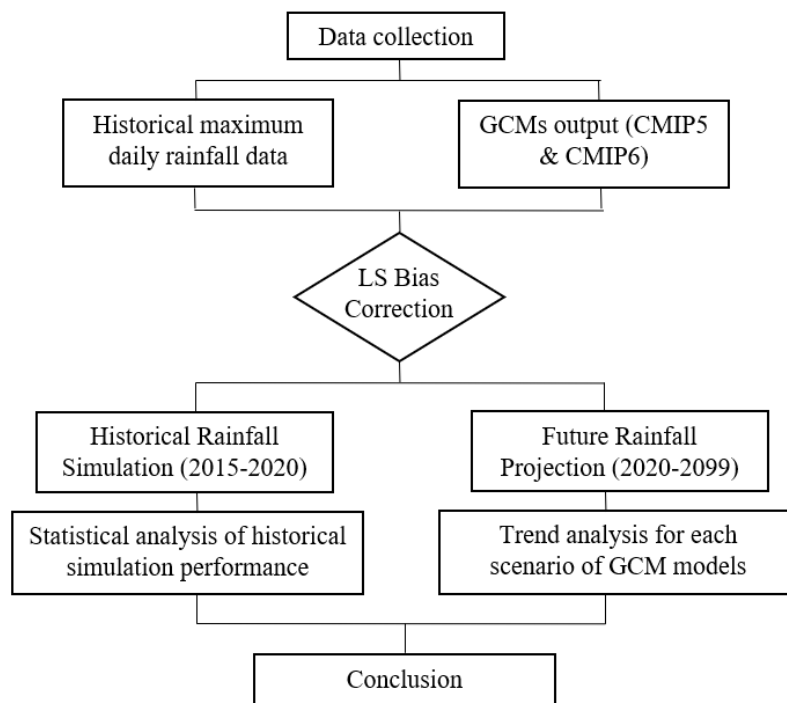 Data collection
Historical maximum
daily rainfall data
GCMs output (CMIP5
& CMIP6)
LS Bias
Correction
Historical Rainfall
Simulation (2015-2020)
Future Rainfall
Projection (2020-2099)
Statistical analysis of historical
simulation performance
Trend analysis for each
scenario of GCM models
Conclusion